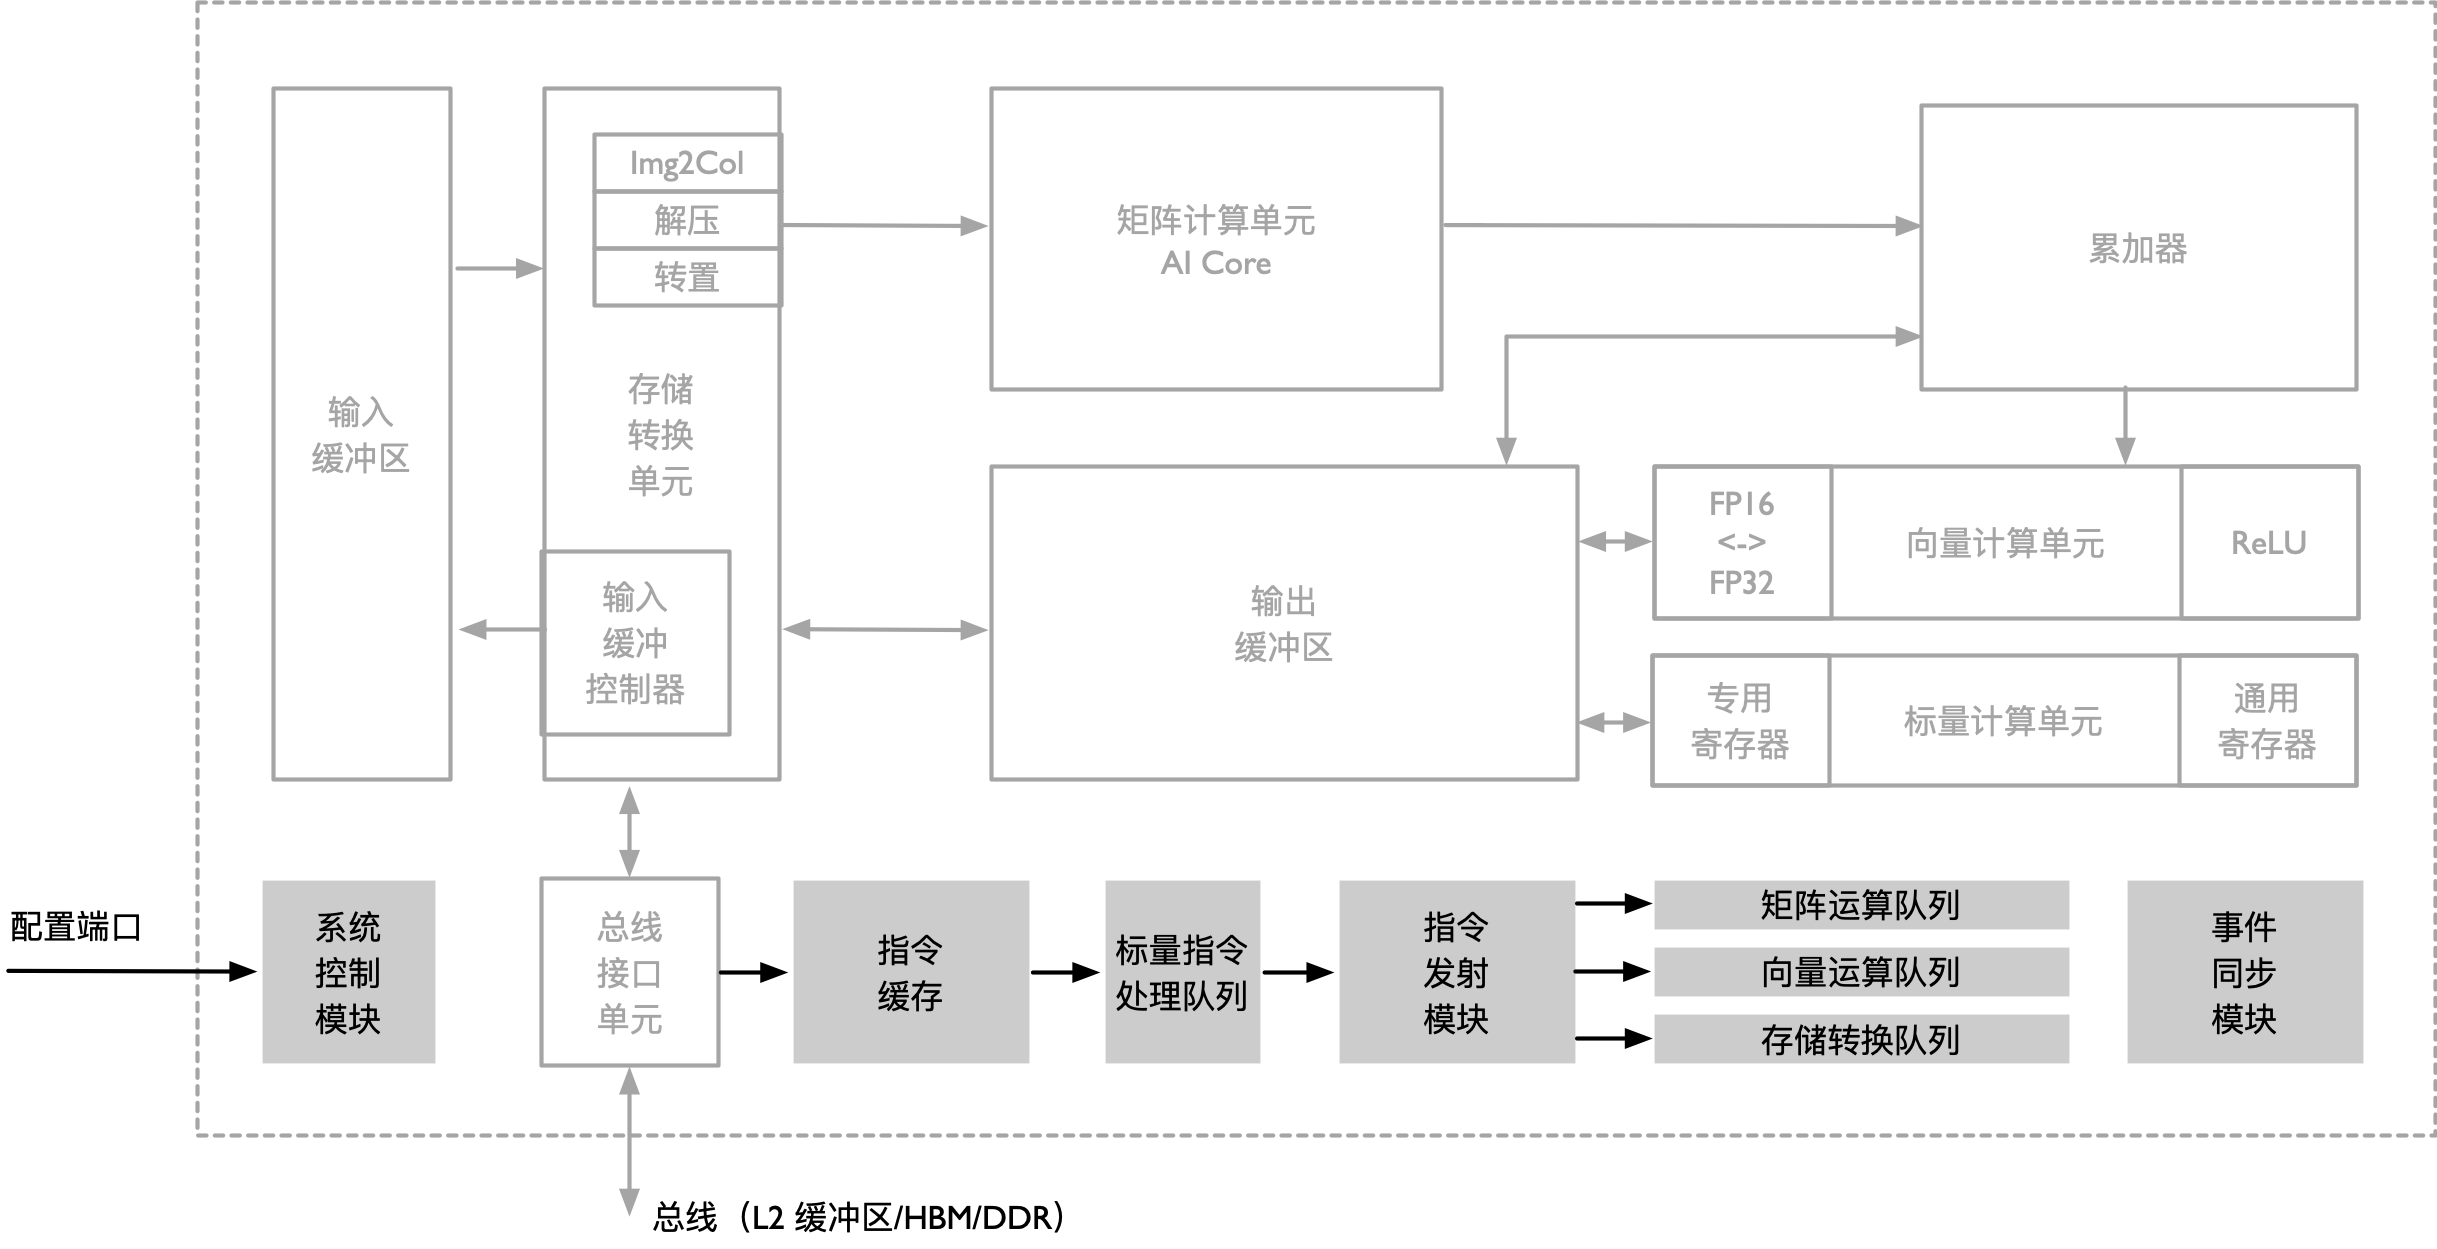 Img2Col
解压
转置
存储
转换
单元
输入
缓冲区
输入
缓冲
控制器
矩阵计算单元
AI Core
累加器
输出
缓冲区
FP16
<->
FP32
向量计算单元
ReLU
专用
寄存器
标量计算单元
通用
寄存器
配置端口
系统
控制
模块
总线
接口
单元
指令
缓存
标量指令
处理队列
指令
发射
模块
矩阵运算队列
向量运算队列
存储转换队列
事件
同步
模块
总线（L2 缓冲区/HBM/DDR）